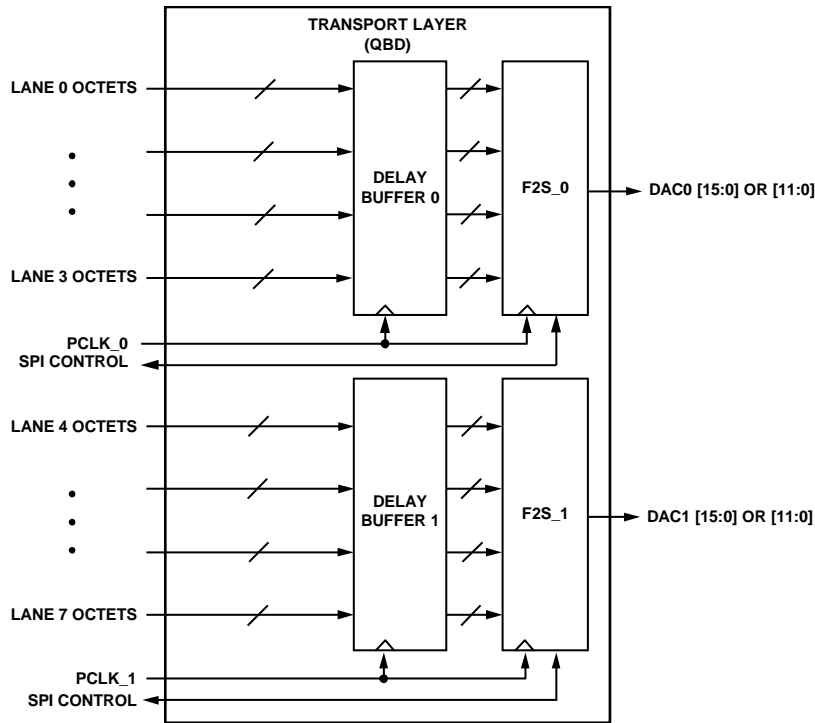 TRANSPORT LAYER
(QBD)
LANE 0 OCTETS
LANE 3 OCTETS
DELAY
BUFFER 0
F2S_0
DAC0 [15:0] OR [11:0]
PCLK_0
SPI CONTROL
LANE 4 OCTETS
LANE 7 OCTETS
DELAY
BUFFER 1
F2S_1
DAC1 [15:0] OR [11:0]
PCLK_1
SPI CONTROL